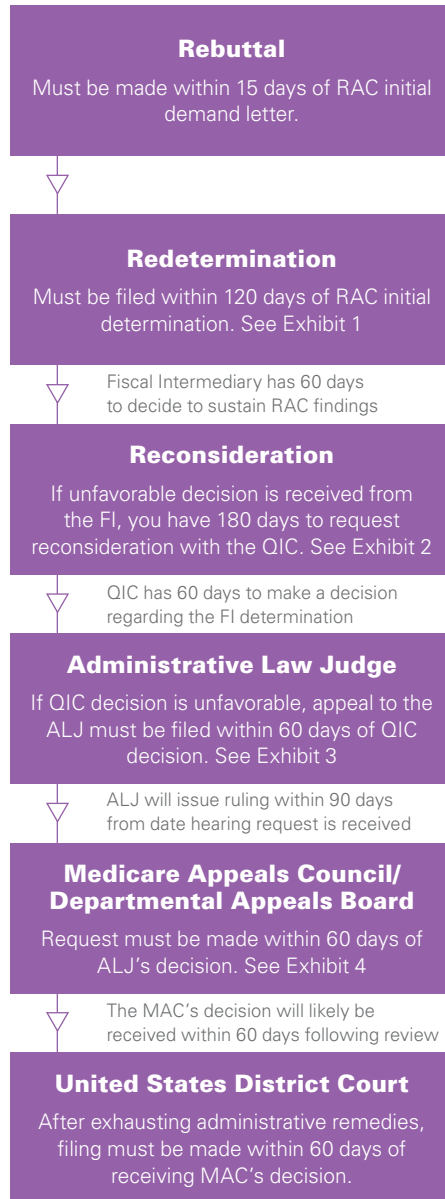 Rebuttal
Must be made within 15 days of RAC initial
demand letter.
Redetermination
Must be filed within 120 days of RAC initial
determination. See Exhibit 1
Fiscal Intermediary has 60 days
to decide to sustain RAC findings
Reconsideration
If unfavorable decision is received from
the FI, you have 180 days to request
reconsideration with the QIC. See Exhibit 2
QIC has 60 days to make a decision
regarding the FI determination
Administrative Law Judge
If QIC decision is unfavorable, appeal to the
ALJ must be filed within 60 days of QIC
decision. See Exhibit 3
ALJ will issue ruling within 90 days
from date hearing request is received
Medicare Appeals Council/
Departmental Appeals Board
Request must be made within 60 days of
ALJ’s decision. See Exhibit 4
The MAC’s decision will likely be
received within 60 days following review
United States District Court
After exhausting administrative remedies,
filing must be made within 60 days of
receiving MAC’s decision.